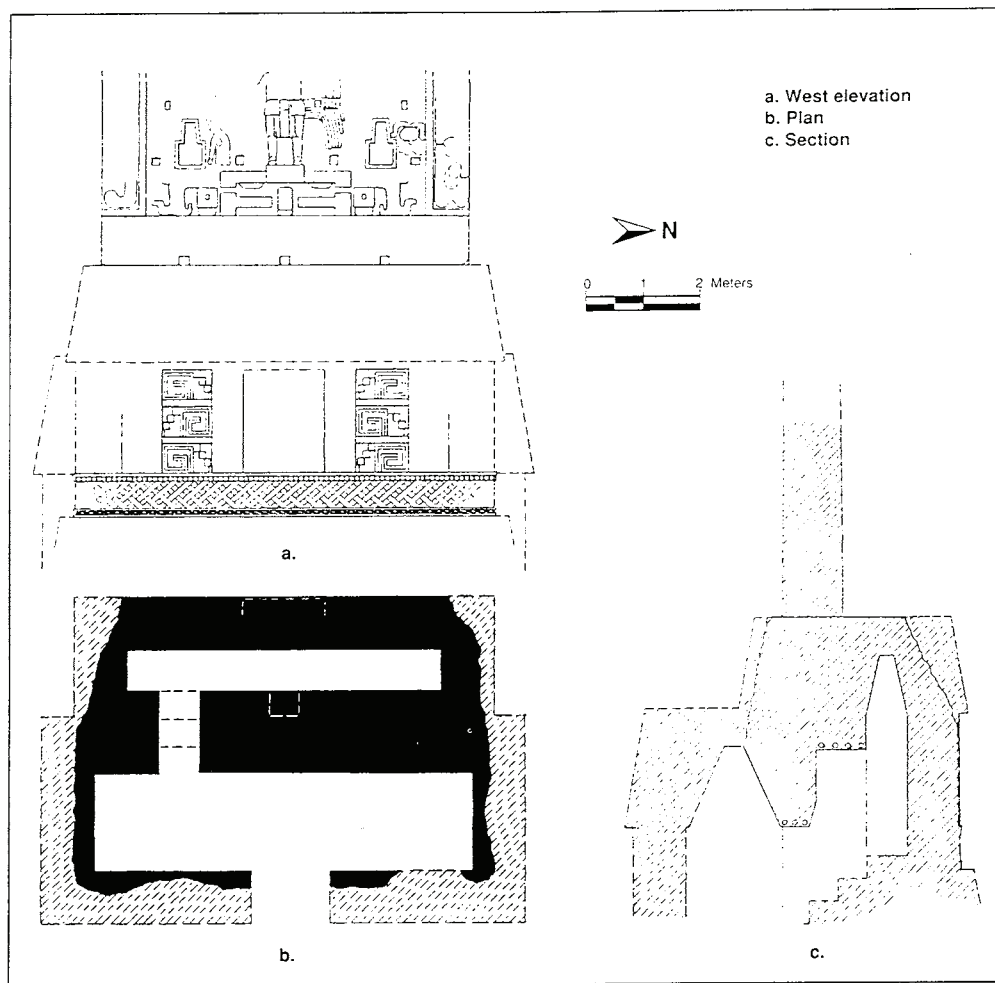 a. West elevation
b. Plan
c. Section
N
0 1 2 Meters
a.
b.
c.